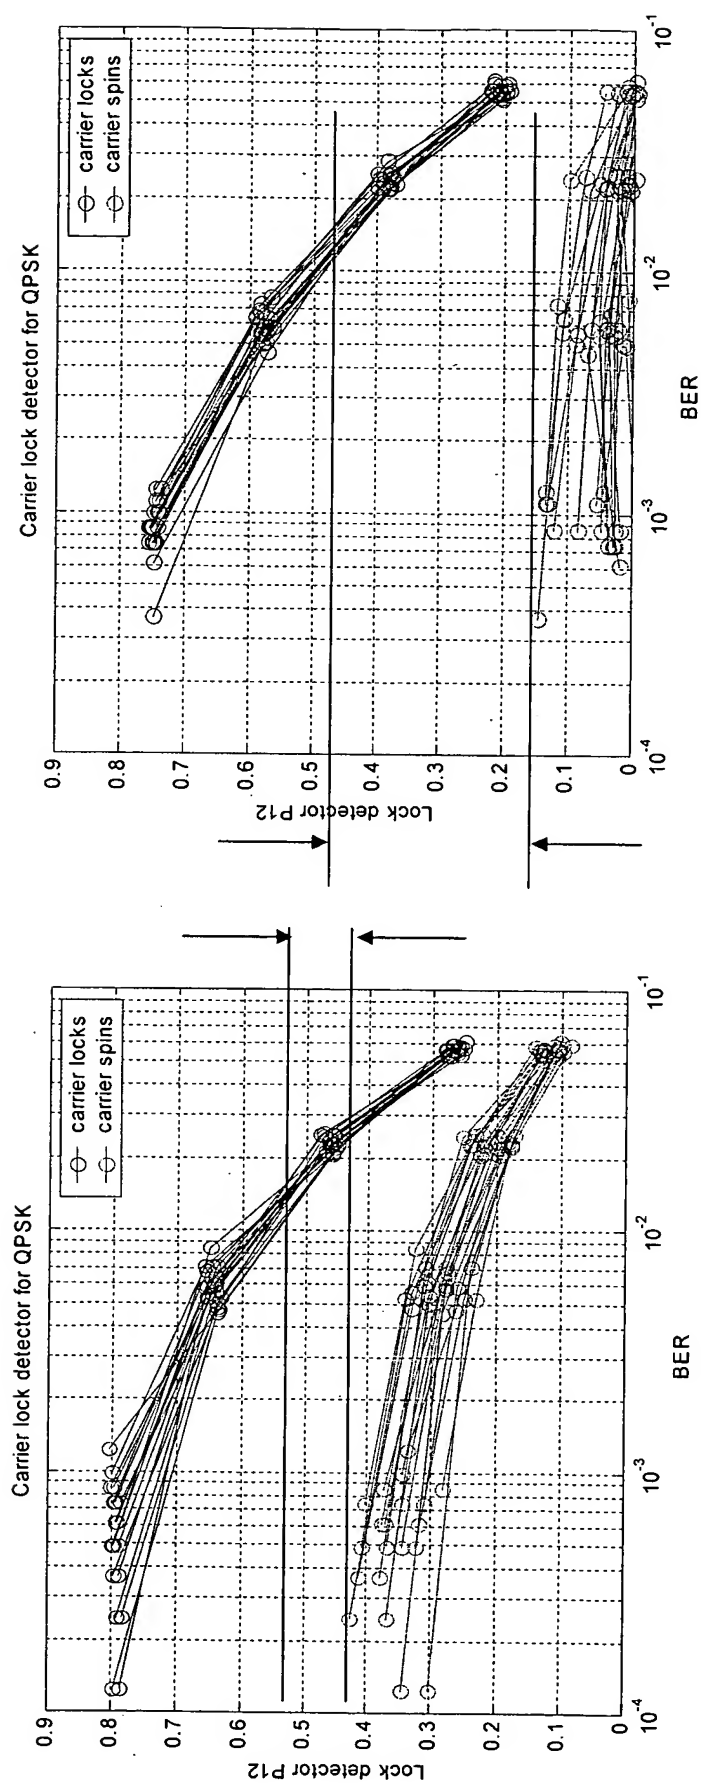 Carrier lock detector for QPSK
carrier locks
carrier spins
0.9
0.8
0.7
0.6
0.5
0.4
0.3
0.2
0.1
0
Lock detector P12
10-4
10-3
10-2
10-1
BER
Carrier lock detector for QPSK
carrier locks
carrier spins
0.9
0.8
0.7
0.6
0.5
0.4
0.3
0.2
0.1
0
Lock detector P12
10-4
10-3
10-2
10-1
BER